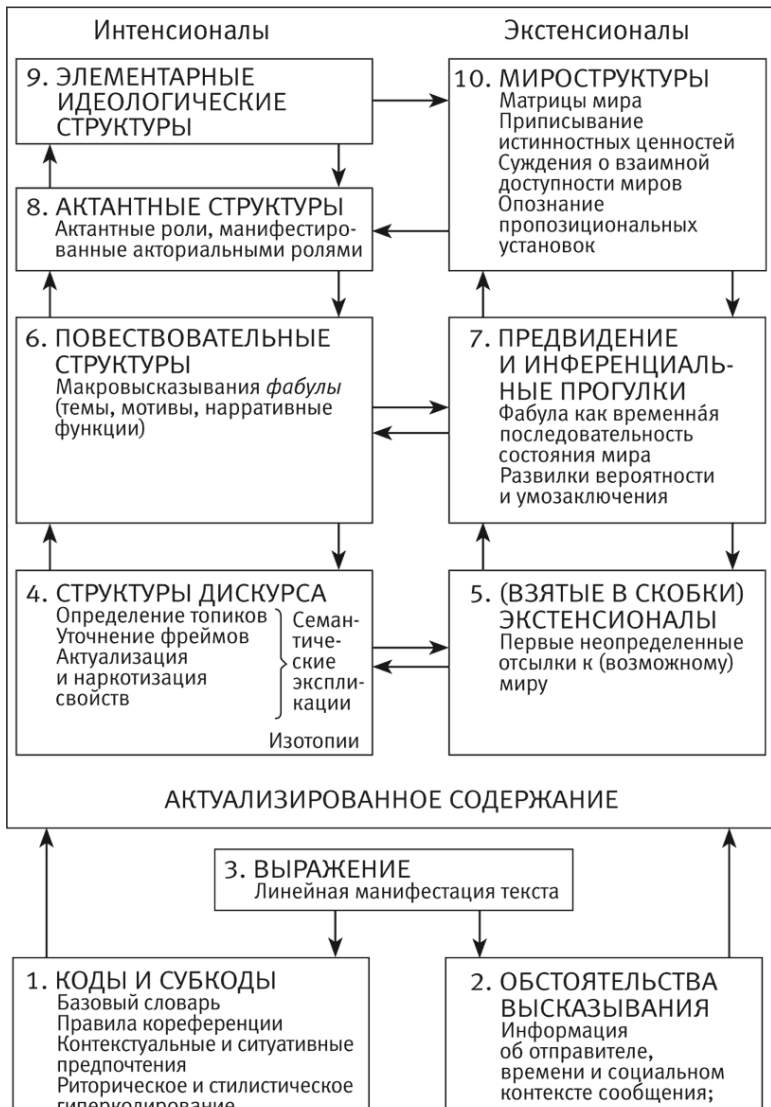 Интенсионалы
Экстенсионалы
9. ЭЛЕМЕНТАРНЫЕ
ИДЕОЛОГИЧЕСКИЕ
СТРУКТУРЫ
10. МИРОСТРУКТУРЫ
Матрицы мира
Приписывание
истинностных ценностей
Суждения о взаимной
доступности миров
Опознание
пропозициональных
установок
8. АКТАНТНЫЕ СТРУКТУРЫ
Актантные роли, манифестиро-
ванные акториальными ролями
6. ПОВЕСТВОВАТЕЛЬНЫЕ
СТРУКТУРЫ
Макровысказывания фабулы
(темы, мотивы, нарративные
функции)
7. ПРЕДВИДЕНИЕ
И ИНФЕРЕНЦИАЛЬ-
НЫЕ ПРОГУЛКИ
Фабула как временна́я
последовательность
состояния мира
Развилки вероятности
и умозаключения
4. СТРУКТУРЫ ДИСКУРСА
Определение топиков
Уточнение фреймов
Актуализация
и наркотизация
свойств
Семан-
тиче-
ские
экспли-
кации
Изотопии
5. (ВЗЯТЫЕ В СКОБКИ)
ЭКСТЕНСИОНАЛЫ
Первые неопределенные
отсылки к (возможному)
миру
АКТУАЛИЗИРОВАННОЕ СОДЕРЖАНИЕ
3. ВЫРАЖЕНИЕ
Линейная манифестация текста
1. КОДЫ И СУБКОДЫ
Базовый словарь
Правила кореференции
Контекстуальные и ситуативные
предпочтения
Риторическое и стилистическое
гиперкодирование
2. ОБСТОЯТЕЛЬСТВА
ВЫСКАЗЫВАНИЯ
Информация
об отправителе,
времени и социальном
контексте сообщения;